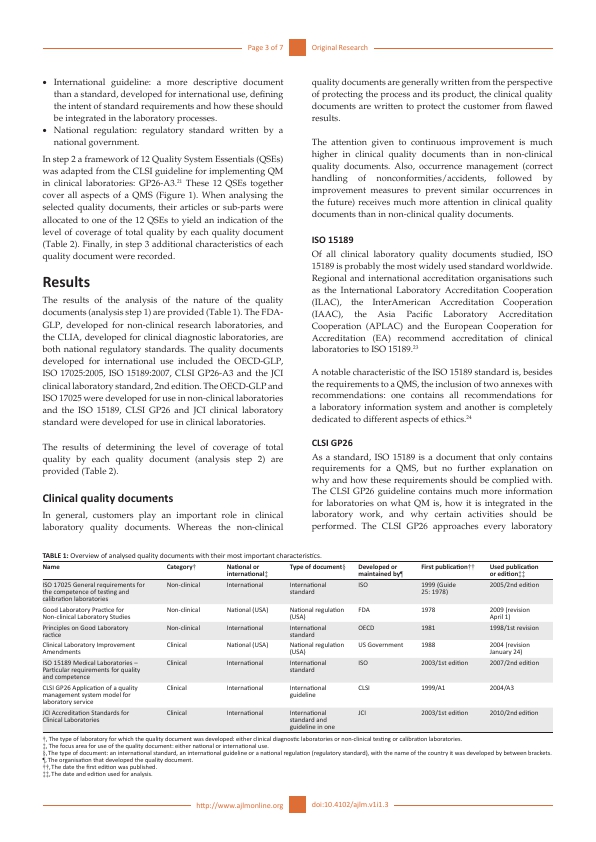 Page 3 of 7
Original Research
• International guideline: a more descriptive document
than a standard, developed for international use, defining
the intent of standard requirements and how these should
be integrated in the laboratory processes.
• National regulation: regulatory standard written by a
national government.
In step 2 a framework of 12 Quality System Essentials (QSEs)
was adapted from the CLSI guideline for implementing QM
in clinical laboratories: GP26-A3.21 These 12 QSEs together
cover all aspects of a QMS (Figure 1). When analysing the
selected quality documents, their articles or sub-parts were
allocated to one of the 12 QSEs to yield an indication of the
level of coverage of total quality by each quality document
(Table 2). Finally, in step 3 additional characteristics of each
quality document were recorded.
Results
The results of the analysis of the nature of the quality
documents (analysis step 1) are provided (Table 1). The FDA-
GLP, developed for non-clinical research laboratories, and
the CLIA, developed for clinical diagnostic laboratories, are
both national regulatory standards. The quality documents
developed for international use included the OECD-GLP,
ISO 17025:2005, ISO 15189:2007, CLSI GP26-A3 and the JCI
clinical laboratory standard, 2nd edition. The OECD-GLP and
ISO 17025 were developed for use in non-clinical laboratories
and the ISO 15189, CLSI GP26 and JCI clinical laboratory
standard were developed for use in clinical laboratories.
The results of determining the level of coverage of total
quality by each quality document (analysis step 2) are
provided (Table 2).
Clinical quality documents
In general, customers play an important role in clinical
laboratory quality documents. Whereas the non-clinical
quality documents are generally written from the perspective
of protecting the process and its product, the clinical quality
documents are written to protect the customer from flawed
results.
The attention given to continuous improvement is much
higher in clinical quality documents than in non-clinical
quality documents. Also, occurrence management (correct
handling of nonconformities/accidents, followed by
improvement measures to prevent similar occurrences in
the future) receives much more attention in clinical quality
documents than in non-clinical quality documents.
ISO 15189
Of all clinical laboratory quality documents studied, ISO
15189 is probably the most widely used standard worldwide.
Regional and international accreditation organisations such
as the International Laboratory Accreditation Cooperation
(ILAC), the InterAmerican Accreditation Cooperation
(IAAC), the Asia Pacific Laboratory Accreditation
Cooperation (APLAC) and the European Cooperation for
Accreditation (EA) recommend accreditation of clinical
laboratories to ISO 15189.23
A notable characteristic of the ISO 15189 standard is, besides
the requirements to a QMS, the inclusion of two annexes with
recommendations: one contains all recommendations for
a laboratory information system and another is completely
dedicated to different aspects of ethics.24
CLSI GP26
As a standard, ISO 15189 is a document that only contains
requirements for a QMS, but no further explanation on
why and how these requirements should be complied with.
The CLSI GP26 guideline contains much more information
for laboratories on what QM is, how it is integrated in the
laboratory work, and why certain activities should be
performed. The CLSI GP26 approaches every laboratory
TABLE 1: Overview of analysed quality documents with their most important characteristics.
Name Category† National or international‡ Type of document§ Developed or maintained by¶ First publication†† Used publication or edition‡‡
ISO 17025 General requirements for the competence of testing and calibration laboratories Non-clinical International International standard ISO 1999 (Guide 25: 1978) 2005/2nd edition
Good Laboratory Practice for Non-clinical Laboratory Studies Non-clinical National (USA) National regulation (USA) FDA 1978 2009 (revision April 1)
Principles on Good Laboratory ractice Non-clinical International International standard OECD 1981 1998/1st revision
Clinical Laboratory Improvement Amendments Clinical National (USA) National regulation (USA) US Government 1988 2004 (revision January 24)
ISO 15189 Medical Laboratories – Particular requirements for quality and competence Clinical International International standard ISO 2003/1st edition 2007/2nd edition
CLSI GP26 Application of a quality management system model for laboratory service Clinical International International guideline CLSI 1999/A1 2004/A3
JCI Accreditation Standards for Clinical Laboratories Clinical International International standard and guideline in one JCI 2003/1st edition 2010/2nd edition
†, The type of laboratory for which the quality document was developed: either clinical diagnostic laboratories or non-clinical testing or calibration laboratories.
‡, The focus area for use of the quality document: either national or international use.
§, The type of document: an international standard, an international guideline or a national regulation (regulatory standard), with the name of the country it was developed by between brackets.
¶, The organisation that developed the quality document.
††, The date the first edition was published.
‡‡, The date and edition used for analysis.
http://www.ajlmonline.org
doi:10.4102/ajlm.v1i1.3